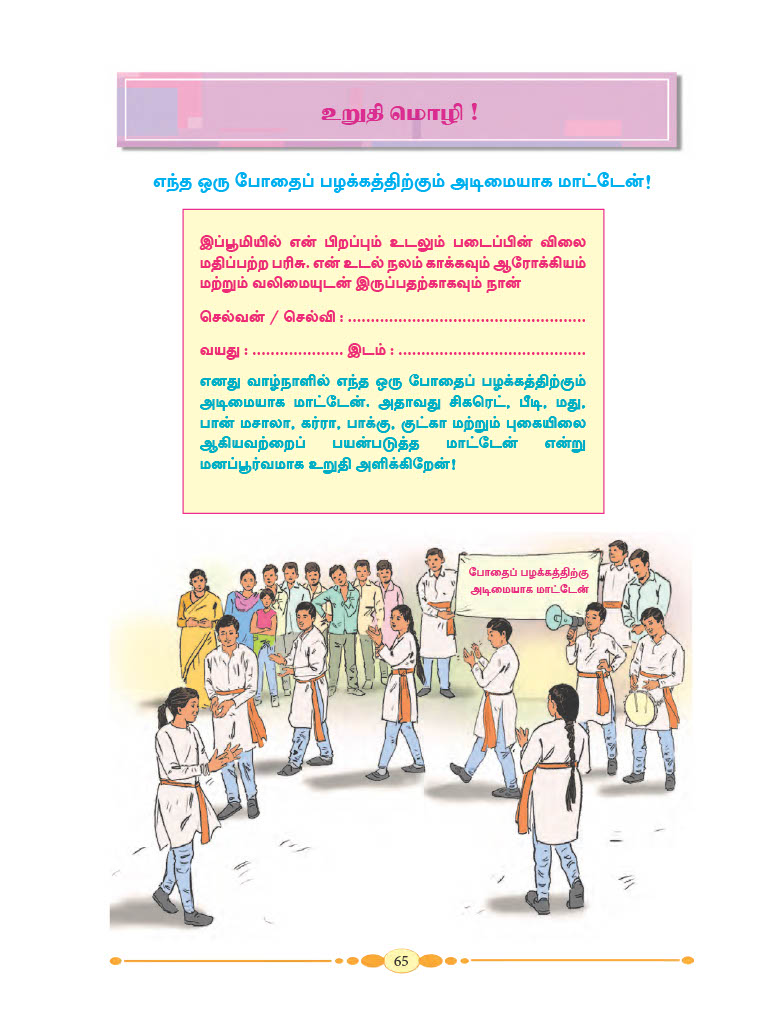 உறுதி மொழி !
எந்த ஒரு போதைப் பழக்கத்திற்கும் அடிமையாக மாட்டேன்!
இப்பூமியில் என் பிறப்பும் உடலும் படைப்பின் விலை
மதிப்பற்ற பரிசு. என் உடல் நலம் காக்கவும் ஆரோக்கியம்
மற்றும் வலிமையுடன் இருப்பதற்காகவும் நான்
செல்வன் / செல்வி : ....................................................
வயது : .................... இடம் : .........................................
எனது வாழ்நாளில் எந்த ஒரு போதைப் பழக்கத்திற்கும்
அடிமையாக மாட்டேன். அதாவது சிகரெட், பீடி, மது,
பான் மசாலா, கர்ரா, பாக்கு, குட்கா மற்றும் புகையிலை
ஆகியவற்றைப் பயன்படுத்த மாட்டேன் என்று
மனப்பூர்வமாக உறுதி அளிக்கிறேன்!
போதைப் பழக்கத்திற்கு
அடிமையாக மாட்டேன்
65